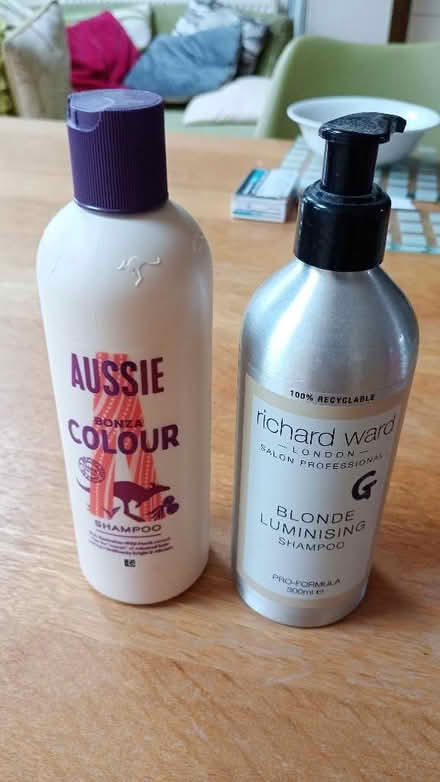 AUSSIE
BONZA
COLOUR
SHAMPOO
100% RECYCLABLE
richard ward
LONDON
SALON PROFESSIONAL
G
BLONDE
LUMINISING
SHAMPOO
PRO-FORMULA
300ml e